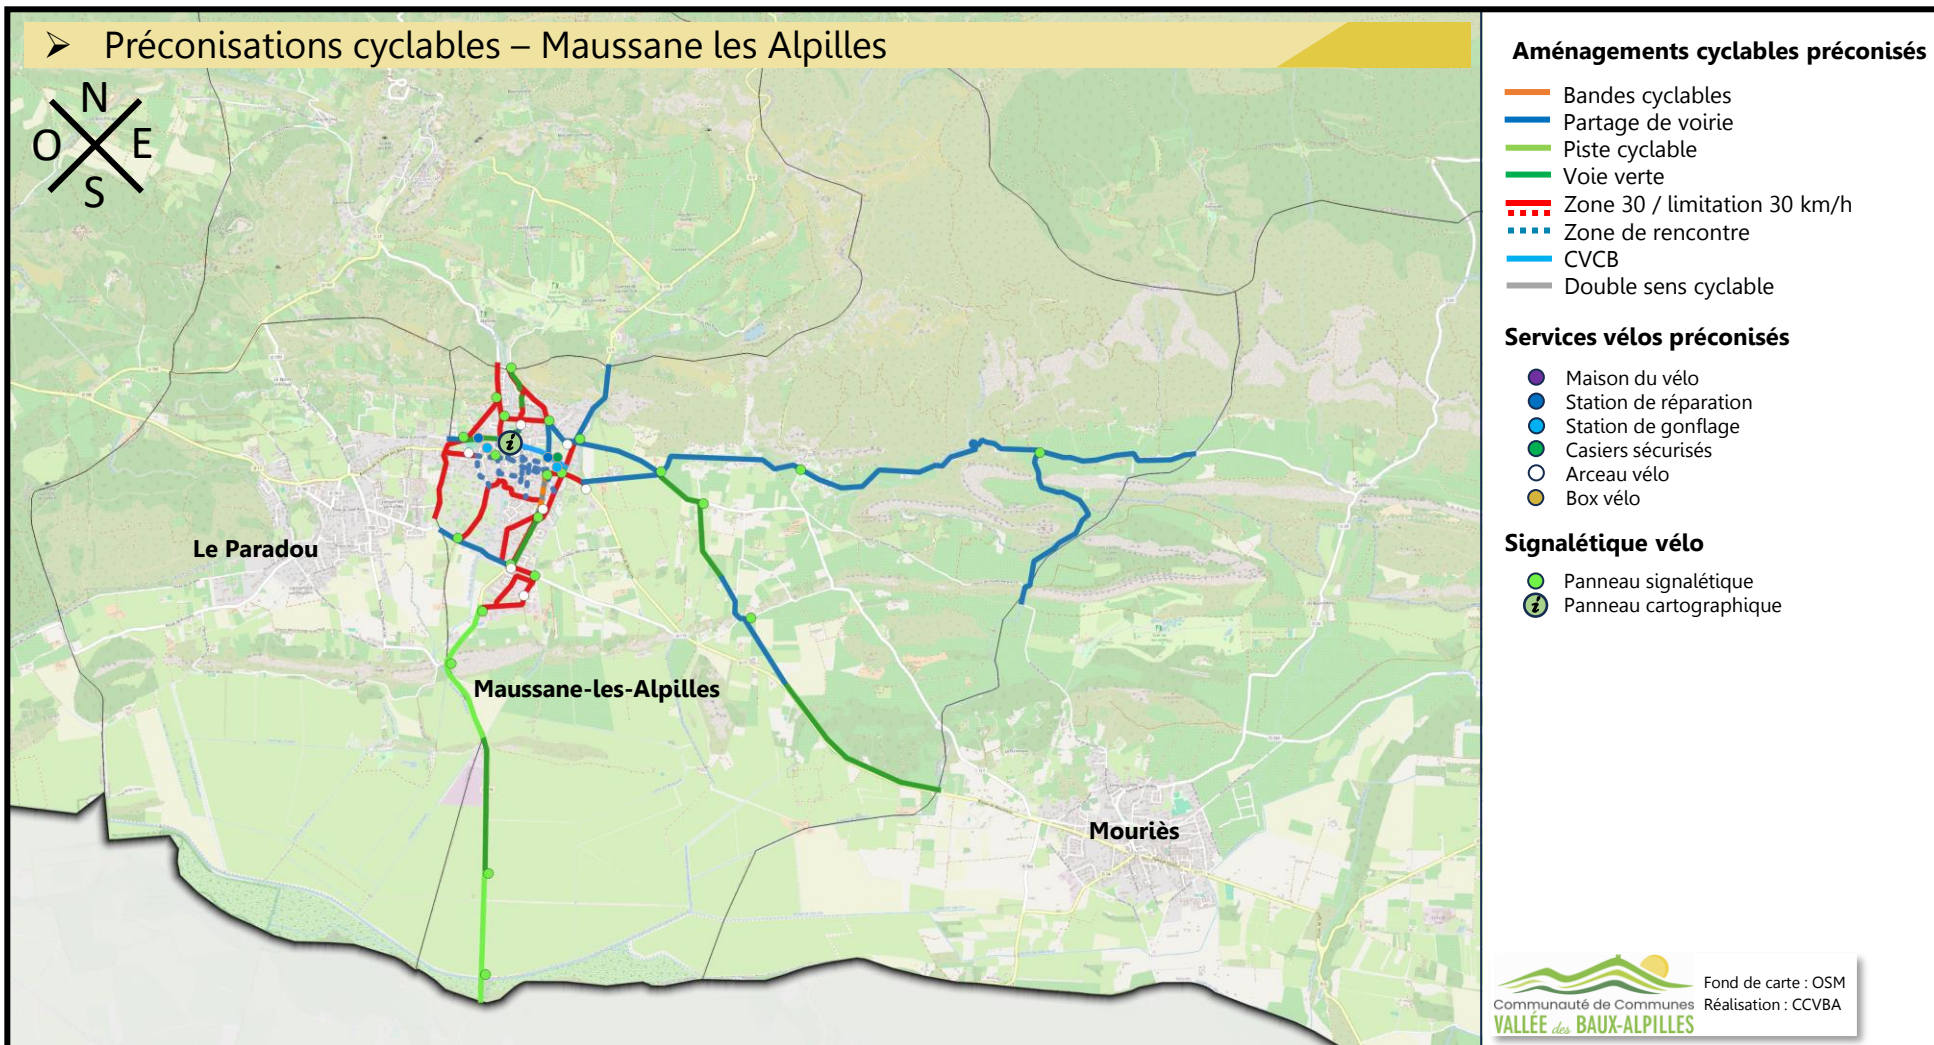 ➢ Préconisations cyclables – Maussane les Alpilles
N
O E
S
Le Paradou
Maussane-les-Alpilles
Mouriès
Aménagements cyclables préconisés
Bandes cyclables
Partage de voirie
Piste cyclable
Voie verte
Zone 30 / limitation 30 km/h
Zone de rencontre
CVCB
Double sens cyclable
Services vélos préconisés
Maison du vélo
Station de réparation
Station de gonflage
Casiers sécurisés
Arceau vélo
Box vélo
Signalétique vélo
Panneau signalétique
i Panneau cartographique
Communauté de Communes
VALLÉE des BAUX-ALPILLES
Fond de carte : OSM
Réalisation : CCVBA